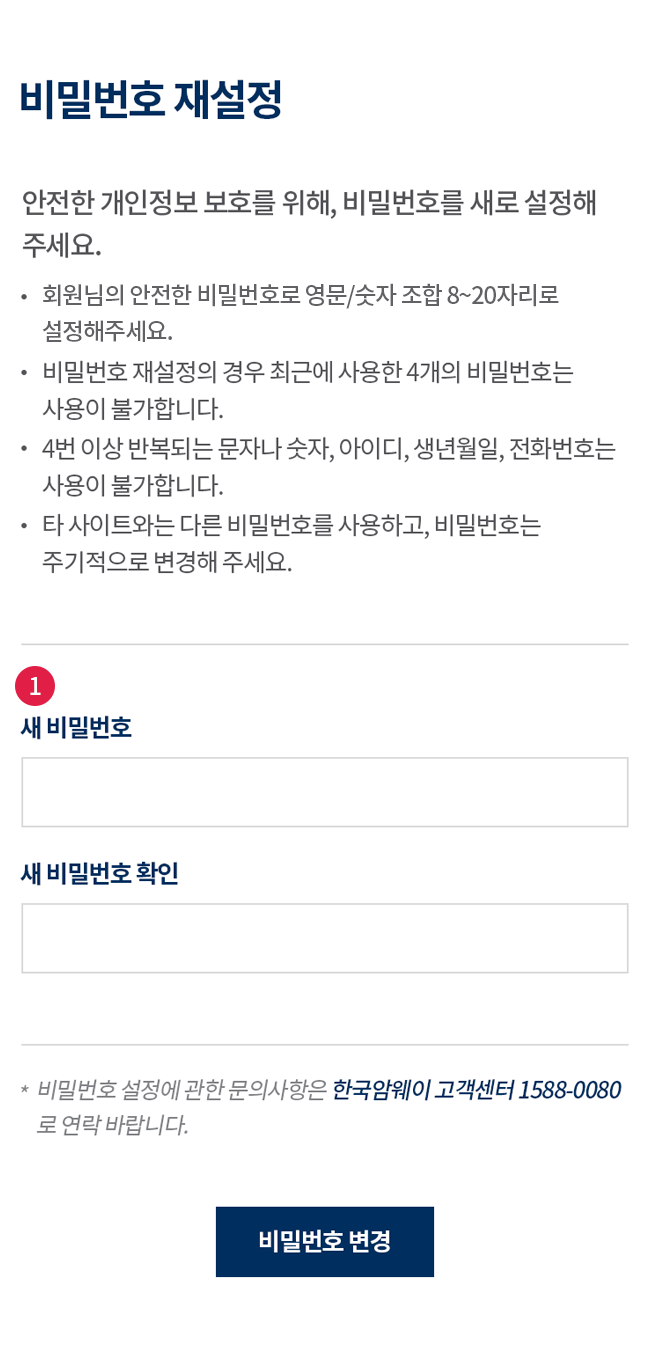 비밀번호 재설정
안전한 개인정보 보호를 위해, 비밀번호를 새로 설정해
주세요.
• 회원님의 안전한 비밀번호로 영문/숫자 조합 8~20자리로
설정해주세요.
• 비밀번호 재설정의 경우 최근에 사용한 4개의 비밀번호는
사용이 불가합니다.
• 4번 이상 반복되는 문자나 숫자, 아이디, 생년월일, 전화번호는
사용이 불가합니다.
• 타 사이트와는 다른 비밀번호를 사용하고, 비밀번호는
주기적으로 변경해 주세요.
1
새 비밀번호
새 비밀번호 확인
* 비밀번호 설정에 관한 문의사항은 한국암웨이 고객센터 1588-0080
로 연락 바랍니다.
비밀번호 변경